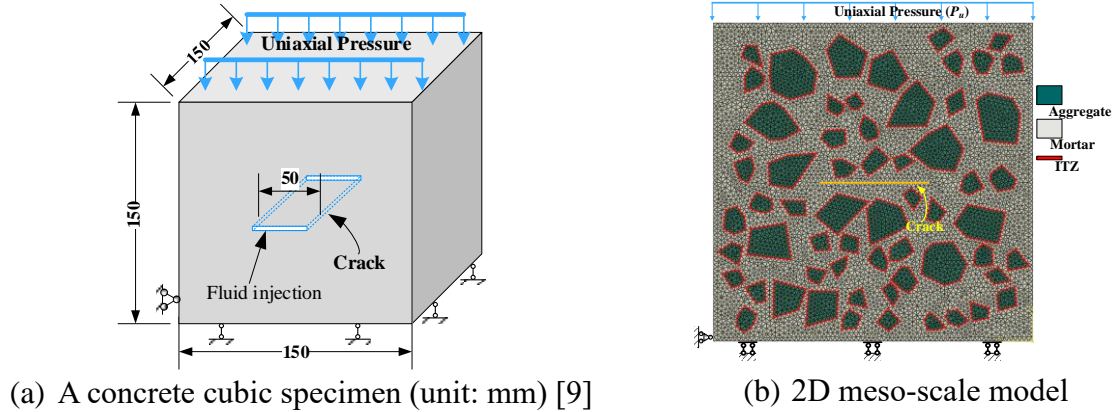 Uniaxial Pressure
150
150
50
Crack
Fluid injection
150
(a) A concrete cubic specimen (unit: mm) [9]
Uniaxial Pressure (Pu)
Aggregate
Mortar
ITZ
Crack
(b) 2D meso-scale model